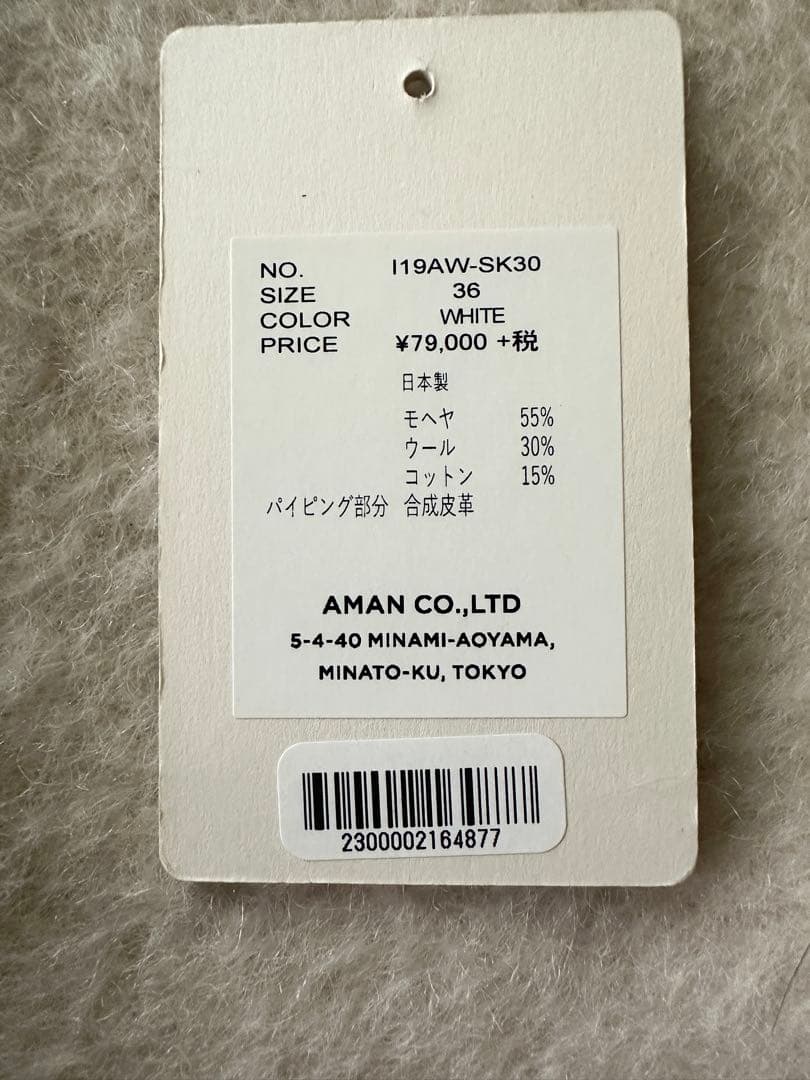 NO. I19AW-SK30
SIZE 36
COLOR WHITE
PRICE ¥79,000 +税
日本製
モヘヤ 55%
ウール 30%
コットン 15%
パイピング部分 合成皮革
AMAN CO.,LTD
5-4-40 MINAMI-AOYAMA,
MINATO-KU, TOKYO
2300002164877